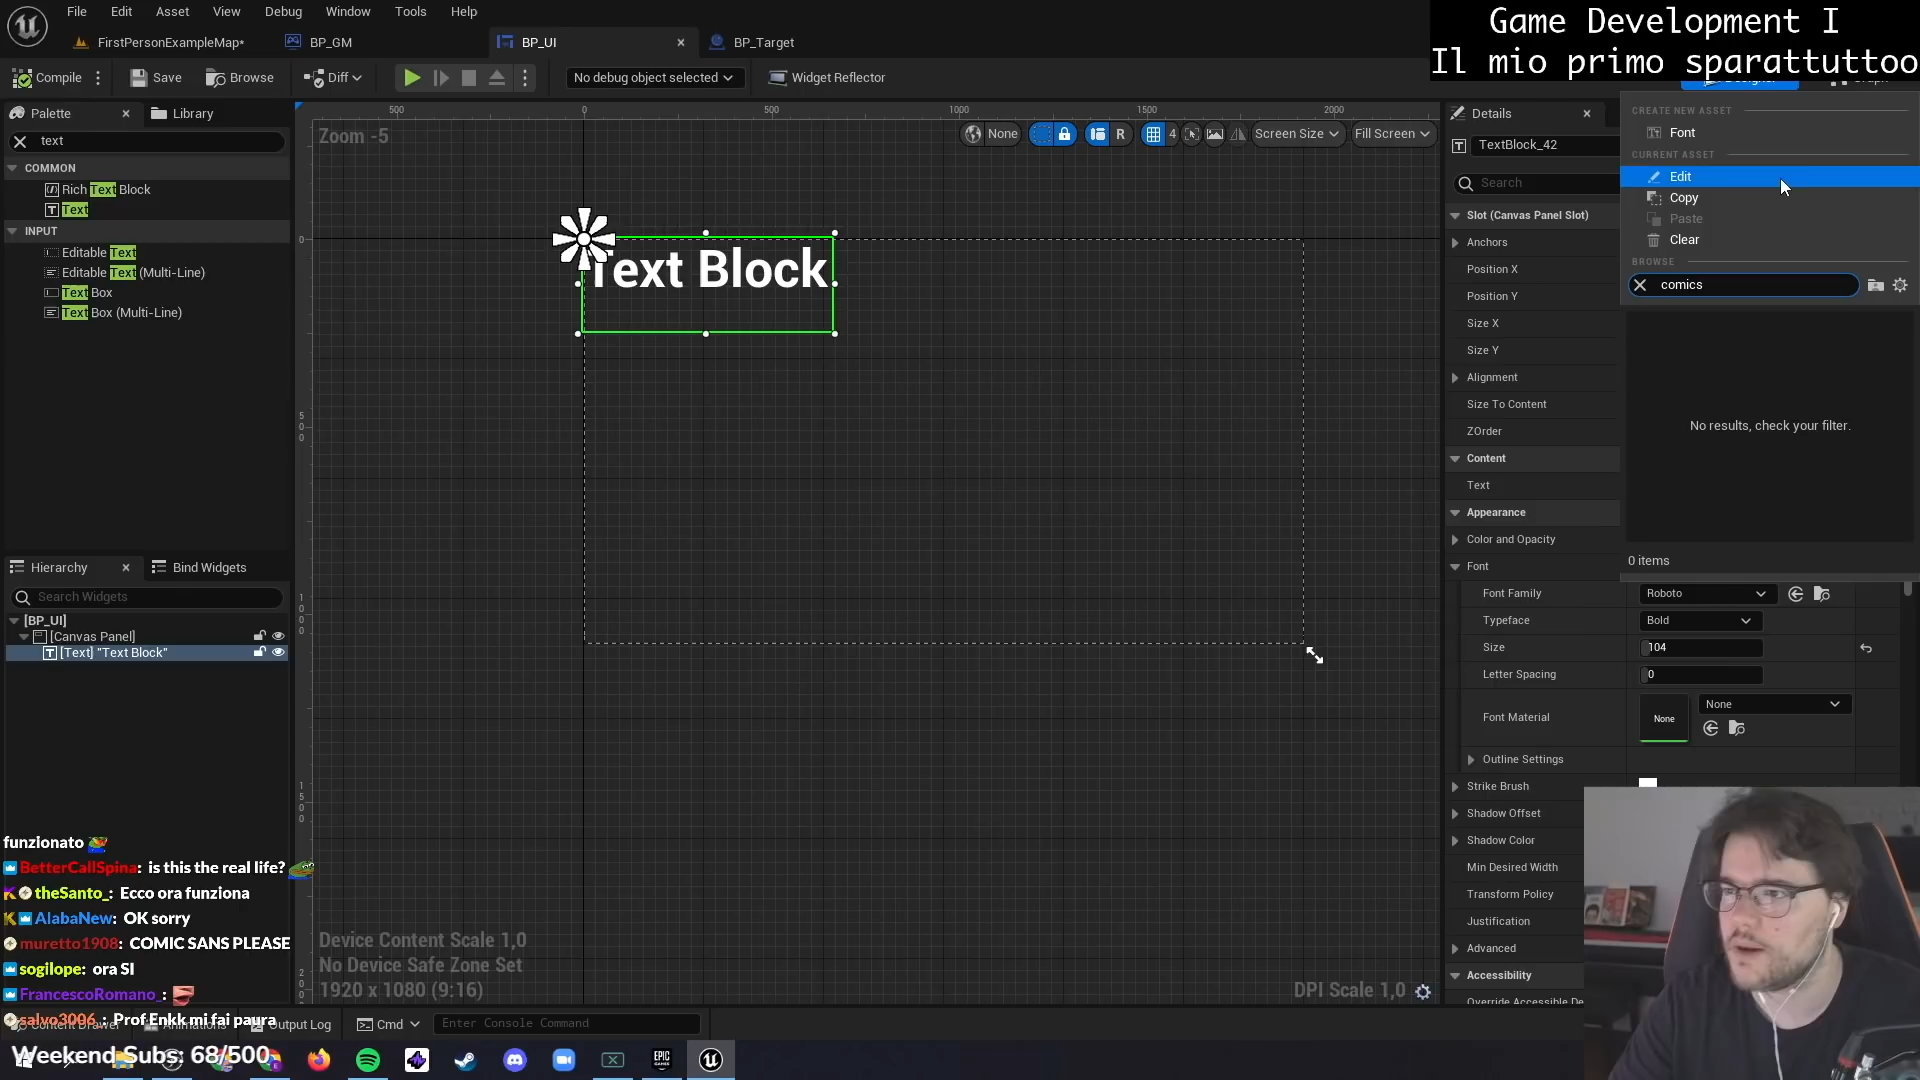 File Edit Asset View Debug Window Tools Help
Game Development I
Il mio primo sparattuttoo
FirstPersonExampleMap* BP_GM BP_UI BP_Target
Compile Save Browse Diff No debug object selected Widget Reflector
Palette Library
text
COMMON
Rich Text Block
Text
INPUT
Editable Text
Editable Text (Multi-Line)
Text Box
Text Box (Multi-Line)
Hierarchy Bind Widgets
Search Widgets
[BP_UI]
[Canvas Panel]
[Text] "Text Block"
500 0 500 1000 1500 2000
Zoom -5
None R 4 Screen Size Fill Screen
Text Block
Device Content Scale 1,0
No Device Safe Zone Set
1920 x 1080 (9:16)
DPI Scale 1,0
Details
TextBlock_42
Search
Slot (Canvas Panel Slot)
Anchors
Position X
Position Y
Size X
Size Y
Alignment
Size To Content
ZOrder
Content
Text
Appearance
Color and Opacity
Font
Font Family Roboto
Typeface Bold
Size 104
Letter Spacing 0
Font Material None None
Outline Settings
Strike Brush
Shadow Offset
Shadow Color
Min Desired Width
Transform Policy
Justification
Advanced
Accessibility
CREATE NEW ASSET
Font
CURRENT ASSET
Edit
Copy
Paste
Clear
BROWSE
comics
No results, check your filter.
0 items
funzionato
BetterCallSpina: is this the real life?
theSanto_: Ecco ora funziona
AlabaNew: OK sorry
muretto1908: COMIC SANS PLEASE
sogilope: ora SI
FrancescoRomano_:
salvo3006_: Prof Enkk mi fai paura
Output Log Cmd Enter Console Command
Weekend Subs: 68/500